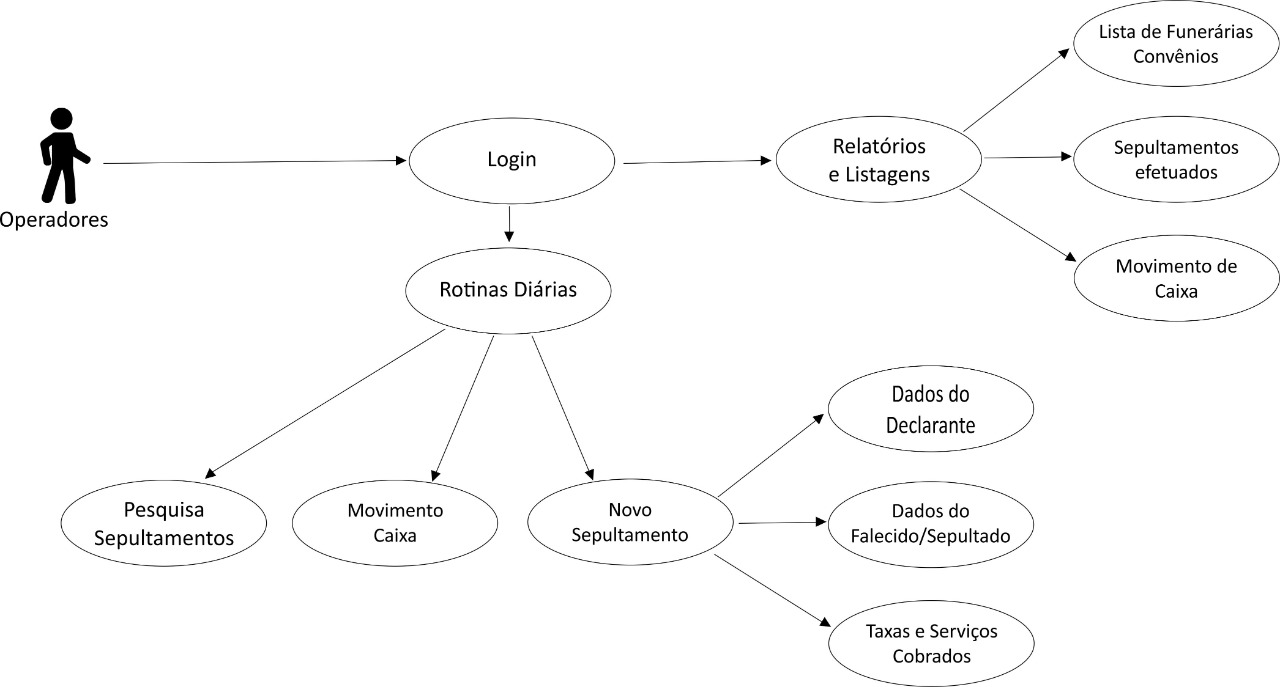 Lista de Funerárias
Convênios
Operadores
Login
Relatórios
e Listagens
Sepultamentos
efetuados
Movimento de
Caixa
Rotinas Diárias
Pesquisa
Sepultamentos
Movimento
Caixa
Novo
Sepultamento
Dados do
Declarante
Dados do
Falecido/Sepultado
Taxas e Serviços
Cobrados